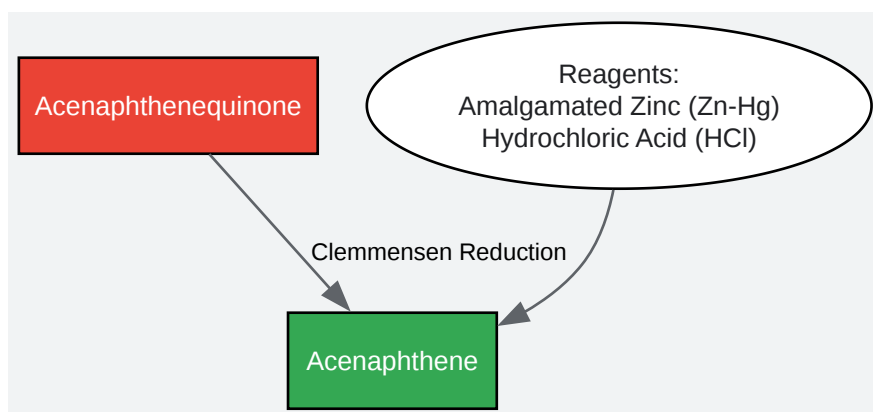 Acenaphthenequinone
Reagents:
Amalgamated Zinc (Zn-Hg)
Hydrochloric Acid (HCl)
Clemmensen Reduction
Acenaphthene